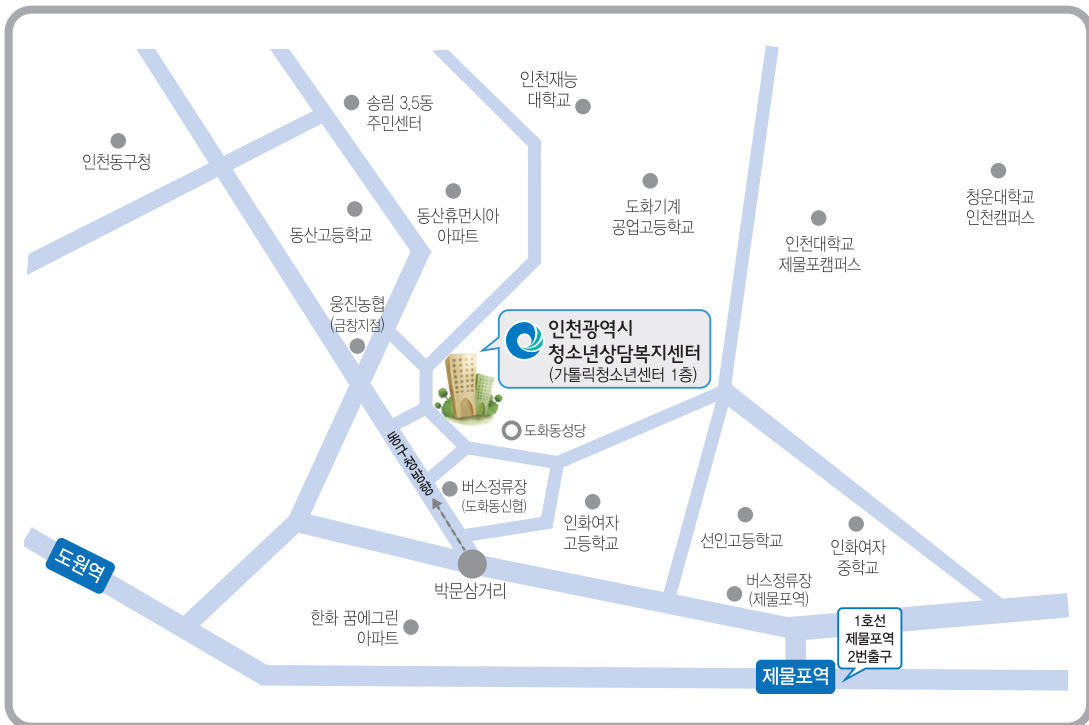 인천재능
대학교
송림 3,5동
주민센터
인천동구청
청운대학교
인천캠퍼스
동산휴먼시아
아파트
도화기계
공업고등학교
동산고등학교
인천대학교
제물포캠퍼스
웅진농협
(금창지점)
인천광역시
청소년상담복지센터
(가톨릭청소년센터 1층)
도화동성당
동구청방향
버스정류장
(도화동신협)
인화여자
고등학교
선인고등학교
인화여자
중학교
도원역
박문삼거리
버스정류장
(제물포역)
한화 꿈에그린
아파트
1호선
제물포역
2번출구
제물포역